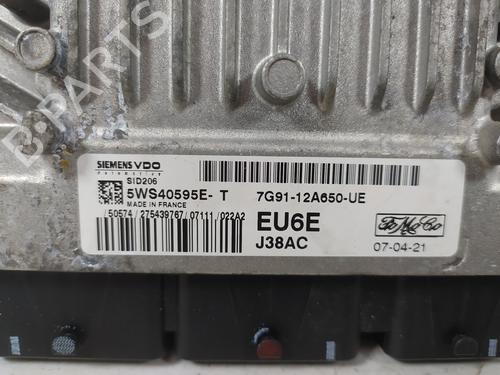 B-PARTS
SIEMENS VDO
Automotive
SID206
5WS40595E- T
MADE IN FRANCE
7G91-12A650-UE
/50574/275439767/07111/022A2
EU6E
J38AC
FoMoCo
07-04-21